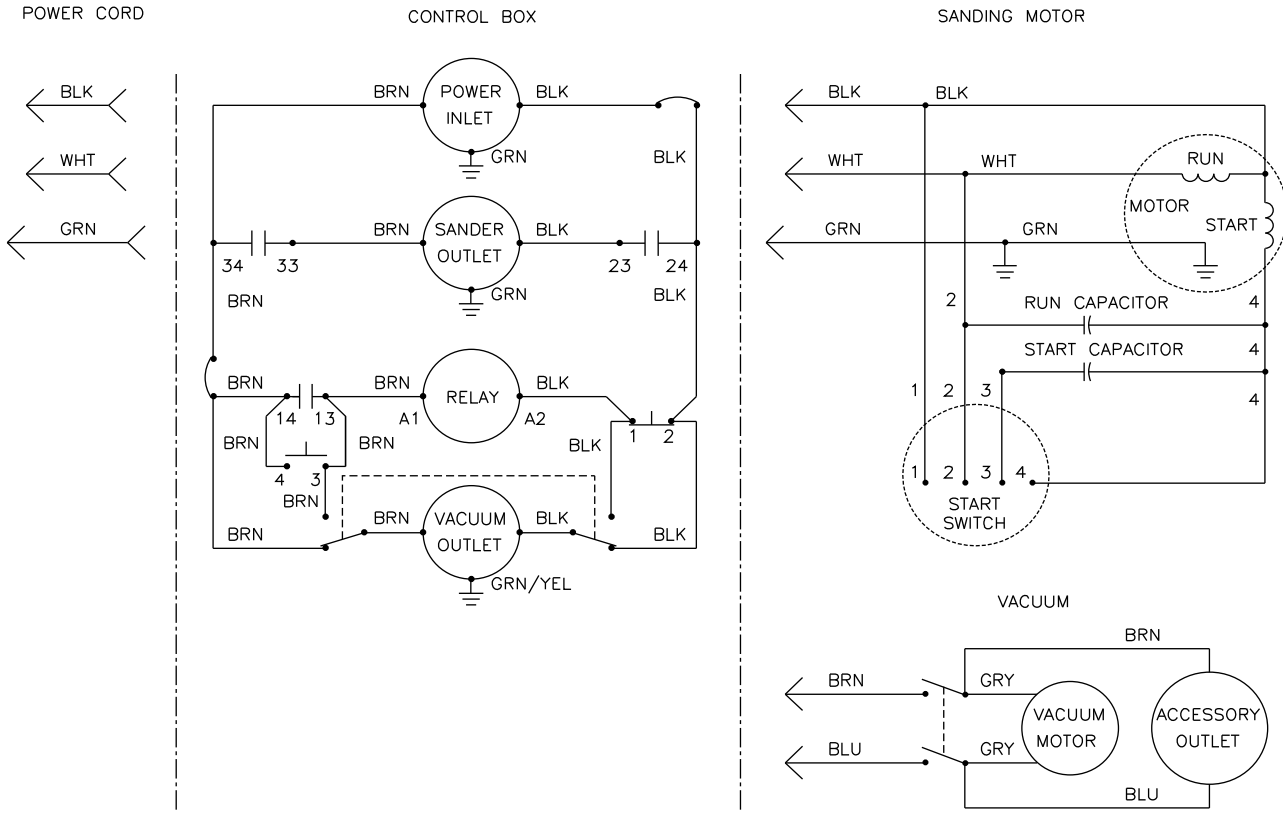 POWER CORD
CONTROL BOX
SANDING MOTOR
BLK
WHT
GRN
BRN
POWER
INLET
BLK
GRN
BLK
BRN
SANDER
OUTLET
BLK
34
33
23
24
GRN
BRN
BLK
BRN
BRN
RELAY
BLK
14
13
A1
A2
1
2
BRN
BRN
BLK
4
3
BRN
BRN
BRN
VACUUM
OUTLET
BLK
BLK
GRN/YEL
BLK
BLK
WHT
WHT
RUN
MOTOR
START
GRN
GRN
2
RUN CAPACITOR
4
START CAPACITOR
4
1
2
3
4
1
2
3
4
START
SWITCH
VACUUM
BRN
BRN
GRY
VACUUM
MOTOR
ACCESSORY
OUTLET
BLU
GRY
BLU